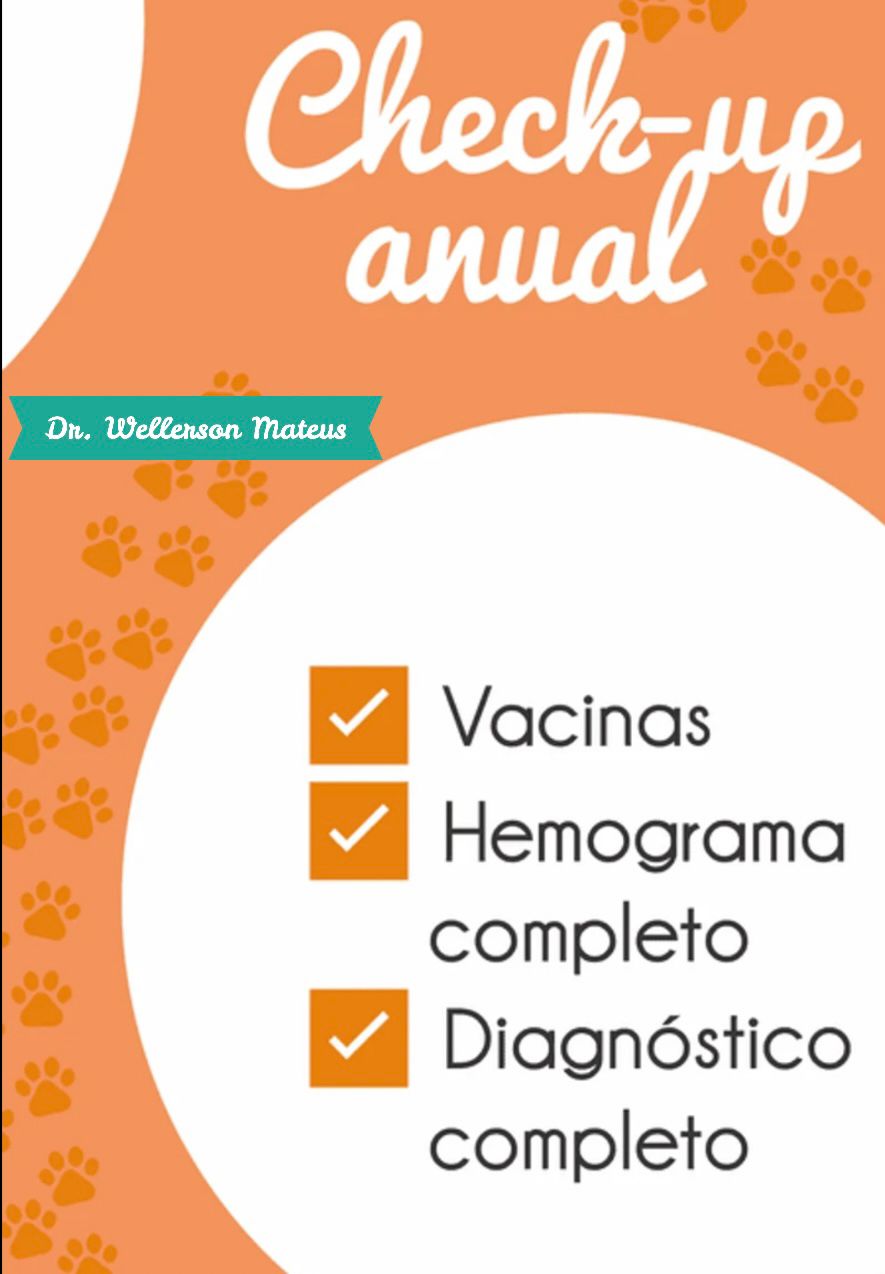 Check-up
anual
Dr. Wellerson Mateus
Vacinas
Hemograma
completo
Diagnóstico
completo